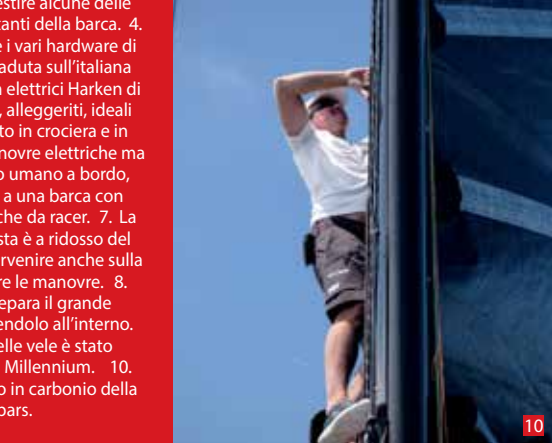 estire alcune delle
tanti della barca. 4.
e i vari hardware di
aduta sull'italiana
n elettrici Harken di
, alleggeriti, ideali
to in crociera e in
novre elettriche ma
o umano a bordo,
a una barca con
che da racer. 7. La
sta è a ridosso del
rvenire anche sulla
re le manovre. 8.
epara il grande
endolo all'interno.
elle vele è stato
Millennium. 10.
o in carbonio della
pars.
10